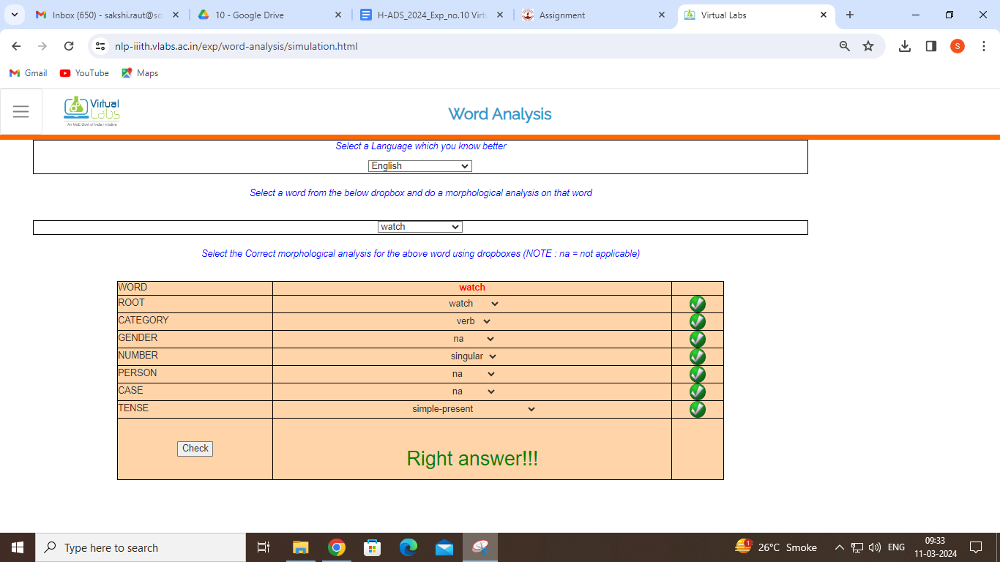 Inbox (650) - sakshi.raut@so
10 - Google Drive
H-ADS_2024_Exp_no.10 Virtu
Assignment
Virtual Labs
nlp-iiith.vlabs.ac.in/exp/word-analysis/simulation.html
S
Gmail
YouTube
Maps
Virtual
Labs
An MoE Govt of India Initiative
Word Analysis
Select a Language which you know better
English
Select a word from the below dropbox and do a morphological analysis on that word
watch
Select the Correct morphological analysis for the above word using dropboxes (NOTE : na = not applicable)
WORD watch
ROOT watch
CATEGORY verb
GENDER na
NUMBER singular
PERSON na
CASE na
TENSE simple-present
Check
Right answer!!!
Type here to search
1
26°C Smoke
ENG
09:33
11-03-2024